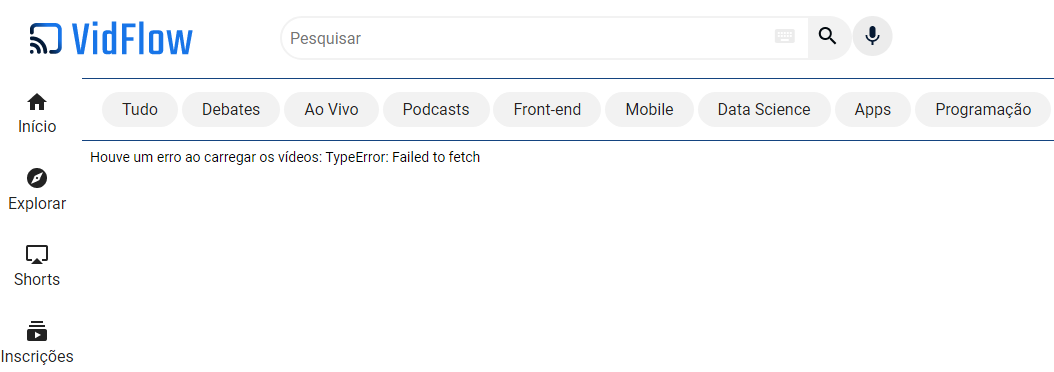 VidFlow
Pesquisar
Início
Tudo Debates Ao Vivo Podcasts Front-end Mobile Data Science Apps Programação
Houve um erro ao carregar os vídeos: TypeError: Failed to fetch
Explorar
Shorts
Inscrições